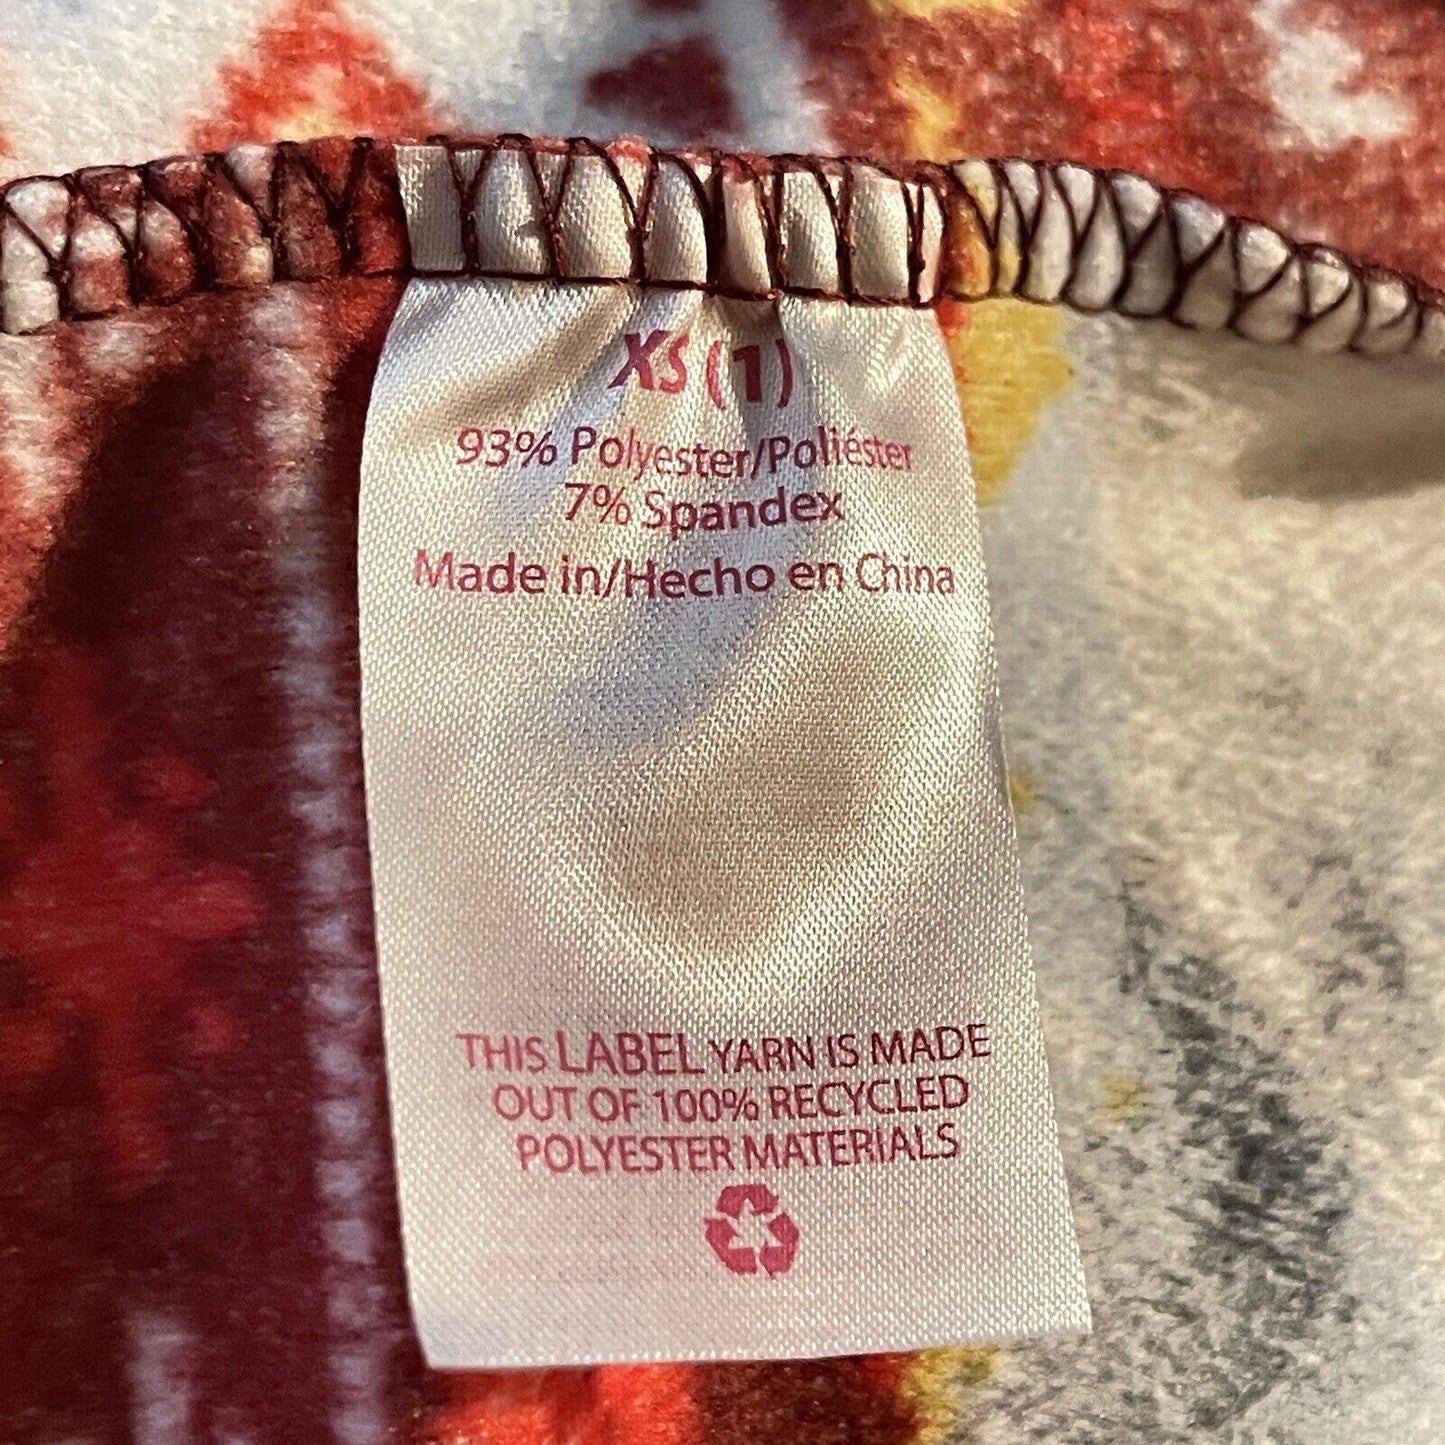 XS (1)
93% Polyester/Poliéster
7% Spandex
Made in/Hecho en China
THIS LABEL YARN IS MADE
OUT OF 100% RECYCLED
POLYESTER MATERIALS